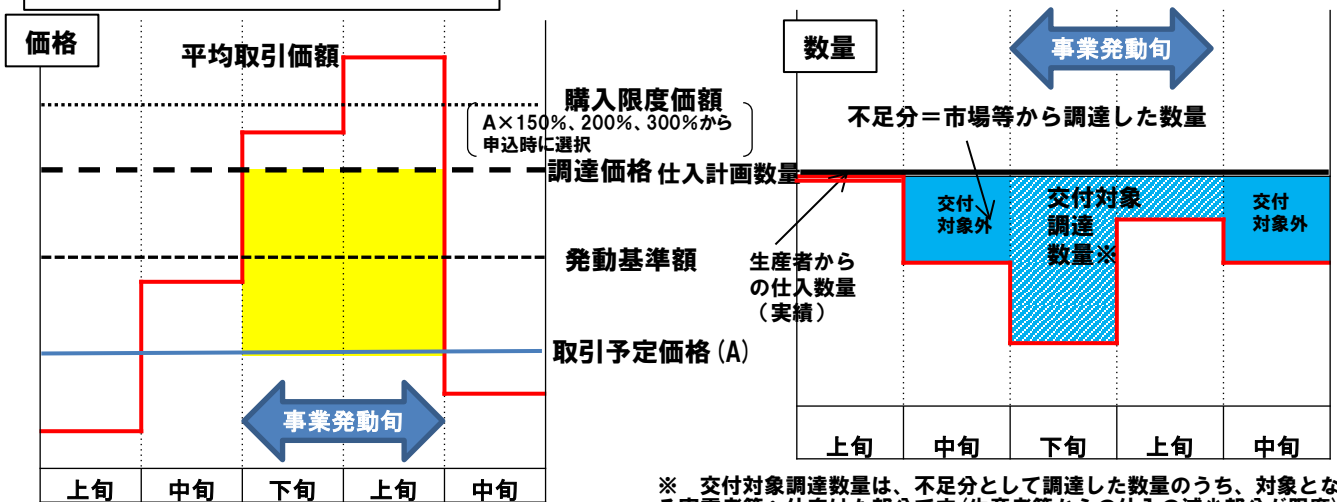 価格
平均取引価額
購入限度価額
A×150%、200%、300%から
申込時に選択
調達価格
発動基準額
取引予定価格(A)
事業発動旬
上旬
中旬
下旬
上旬
中旬
数量
事業発動旬
不足分＝市場等から調達した数量
仕入計画数量
交付
対象外
交付対象
調達
数量※
交付
対象外
生産者から
の仕入数量
（実績）
上旬
中旬
下旬
上旬
中旬
※　交付対象調達数量は、不足分として調達した数量のうち、対象とな